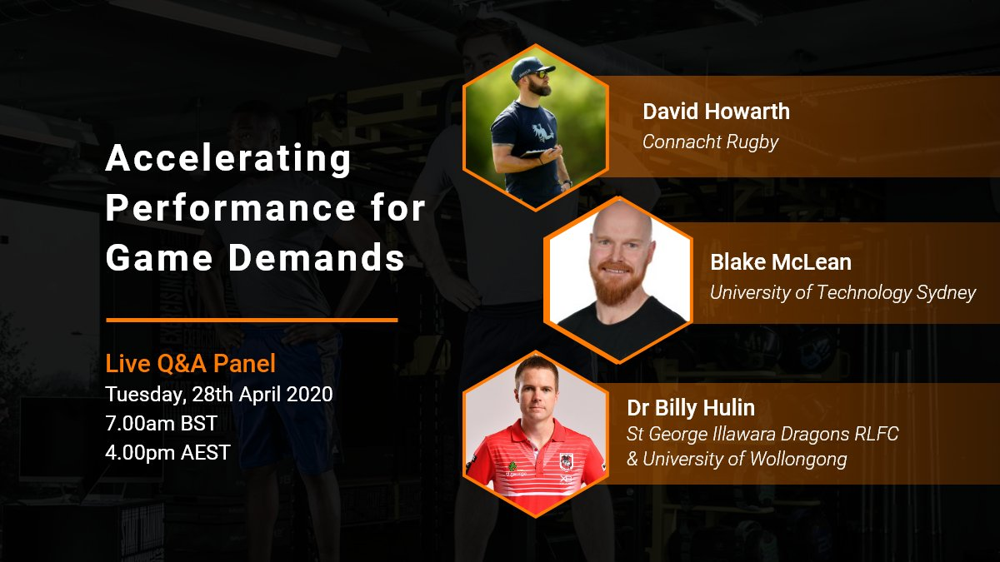 Accelerating
Performance for
Game Demands
Live Q&A Panel
Tuesday, 28th April 2020
7.00am BST
4.00pm AEST
David Howarth
Connacht Rugby
Blake McLean
University of Technology Sydney
Dr Billy Hulin
St George Illawara Dragons RLFC
& University of Wollongong